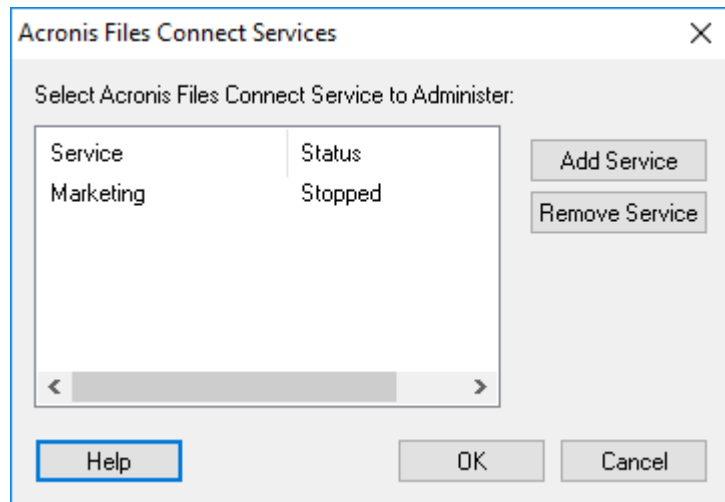 Acronis Files Connect Services
Select Acronis Files Connect Service to Administer:
Service Status
Marketing Stopped
Add Service
Remove Service
Help OK Cancel